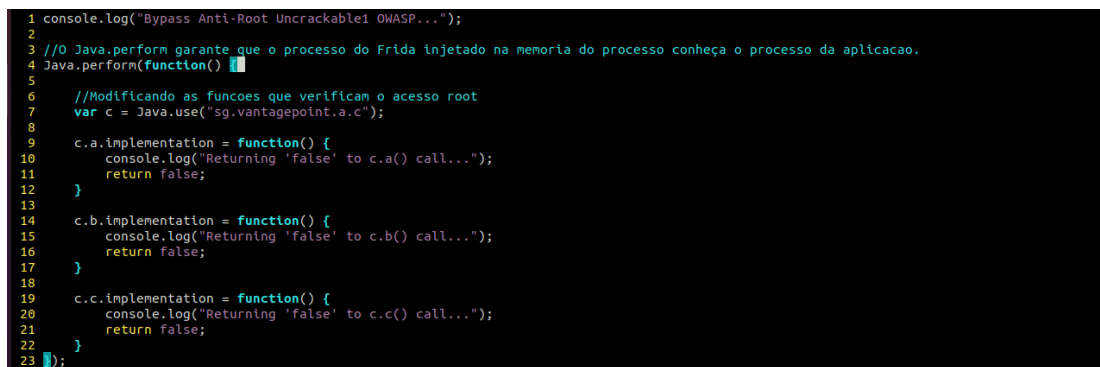 1 console.log("Bypass Anti-Root Uncrackable1 OWASP...");
2
3 //O Java.perform garante que o processo do Frida injetado na memoria do processo conheça o processo da aplicacao.
4 Java.perform(function() {
5
6     //Modificando as funcoes que verificam o acesso root
7     var c = Java.use("sg.vantagepoint.a.c");
8
9     c.a.implementation = function() {
10         console.log("Returning 'false' to c.a() call...");
11         return false;
12     }
13
14     c.b.implementation = function() {
15         console.log("Returning 'false' to c.b() call...");
16         return false;
17     }
18
19     c.c.implementation = function() {
20         console.log("Returning 'false' to c.c() call...");
21         return false;
22     }
23 });